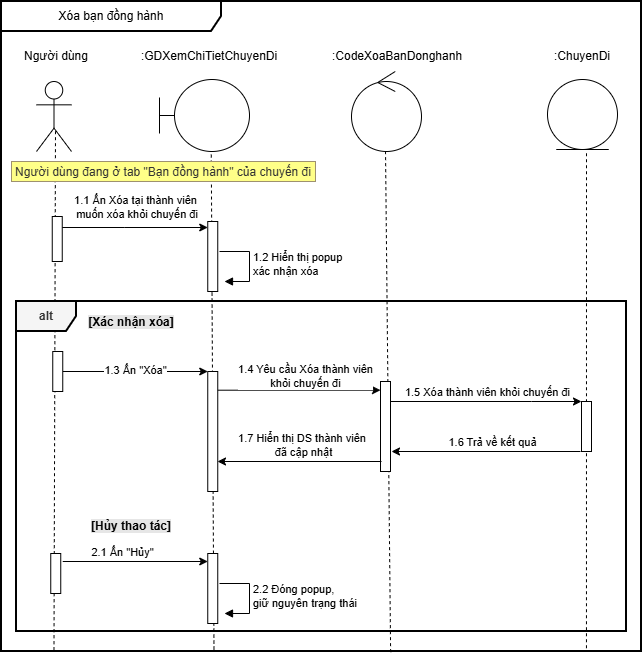 Xóa bạn đồng hành
Người dùng
:GDXemChiTietChuyenDi
:CodeXoaBanDonghanh
:ChuyenDi
Người dùng đang ở tab "Bạn đồng hành" của chuyến đi
1.1 Ấn Xóa tại thành viên
muốn xóa khỏi chuyến đi
1.2 Hiển thị popup
xác nhận xóa
alt
[Xác nhận xóa]
1.3 Ấn "Xóa"
1.4 Yêu cầu Xóa thành viên
khỏi chuyến đi
1.5 Xóa thành viên khỏi chuyến đi
1.6 Trả về kết quả
1.7 Hiển thị DS thành viên
đã cập nhật
[Hủy thao tác]
2.1 Ấn "Hủy"
2.2 Đóng popup,
giữ nguyên trạng thái